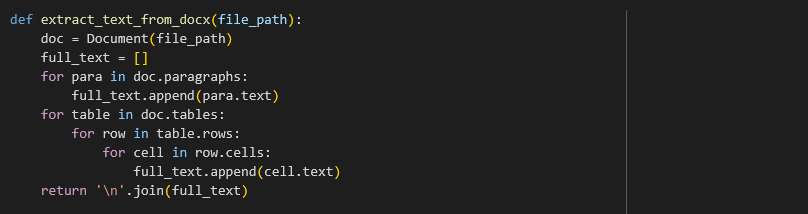 def extract_text_from_docx(file_path):
    doc = Document(file_path)
    full_text = []
    for para in doc.paragraphs:
        full_text.append(para.text)
    for table in doc.tables:
        for row in table.rows:
            for cell in row.cells:
                full_text.append(cell.text)
    return '\n'.join(full_text)